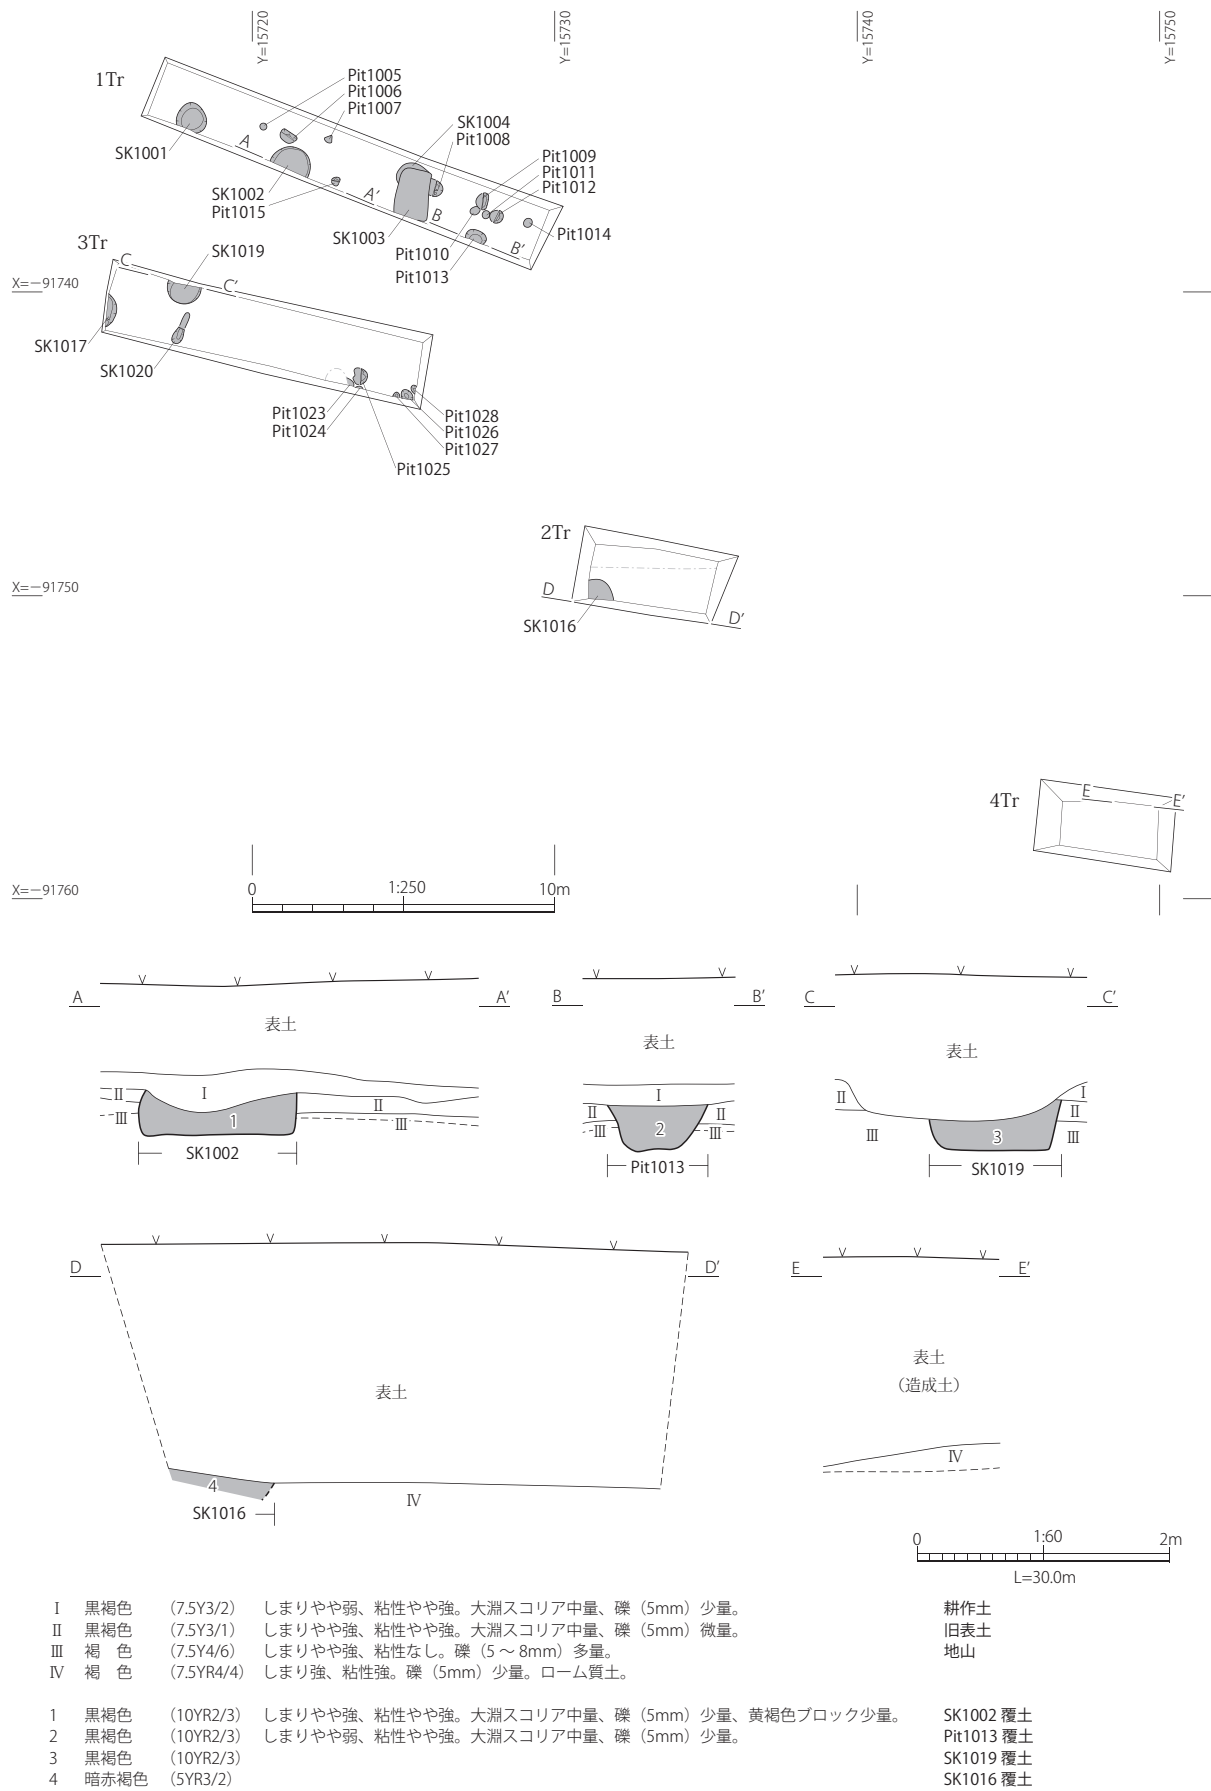 Y=15720
Y=15730
Y=15740
Y=15750
1Tr
Pit1005
Pit1006
Pit1007
SK1004
Pit1008
Pit1009
Pit1011
Pit1012
SK1001
A
SK1002
Pit1015
A’
B
SK1003
Pit1010
Pit1013
B’
Pit1014
3Tr
C
SK1019
C’
X=－91740
SK1017
SK1020
Pit1023
Pit1024
Pit1028
Pit1026
Pit1027
Pit1025
2Tr
X=－91750
D
D’
SK1016
4Tr
E
E’
X=－91760
0 1:250 10m
A A’ B B’ C C’
表土
表土
表土
Ⅱ Ⅰ Ⅱ
Ⅲ 1 Ⅲ
SK1002
Ⅰ
Ⅱ Ⅱ
Ⅲ 2 Ⅲ
Pit1013
Ⅱ Ⅰ
Ⅱ
Ⅲ 3 Ⅲ
SK1019
D D’ E E’
表土
表土
（造成土）
Ⅳ
4
SK1016
Ⅳ
0 1:60 2m
L=30.0m
Ⅰ 黒褐色 （7.5Y3/2） しまりやや弱、粘性やや強。大淵スコリア中量、礫（5mm）少量。 耕作土
Ⅱ 黒褐色 （7.5Y3/1） しまりやや強、粘性やや強。大淵スコリア中量、礫（5mm）微量。 旧表土
Ⅲ 褐　色 （7.5Y4/6） しまりやや強、粘性なし。礫（5 ～ 8mm）多量。 地山
Ⅳ 褐　色 （7.5YR4/4） しまり強、粘性強。礫（5mm）少量。ローム質土。
1 黒褐色 （10YR2/3） しまりやや強、粘性やや強。大淵スコリア中量、礫（5mm）少量、黄褐色ブロック少量。 SK1002 覆土
2 黒褐色 （10YR2/3） しまりやや弱、粘性やや強。大淵スコリア中量、礫（5mm）少量。 Pit1013 覆土
3 黒褐色 （10YR2/3） SK1019 覆土
4 暗赤褐色 （5YR3/2） SK1016 覆土